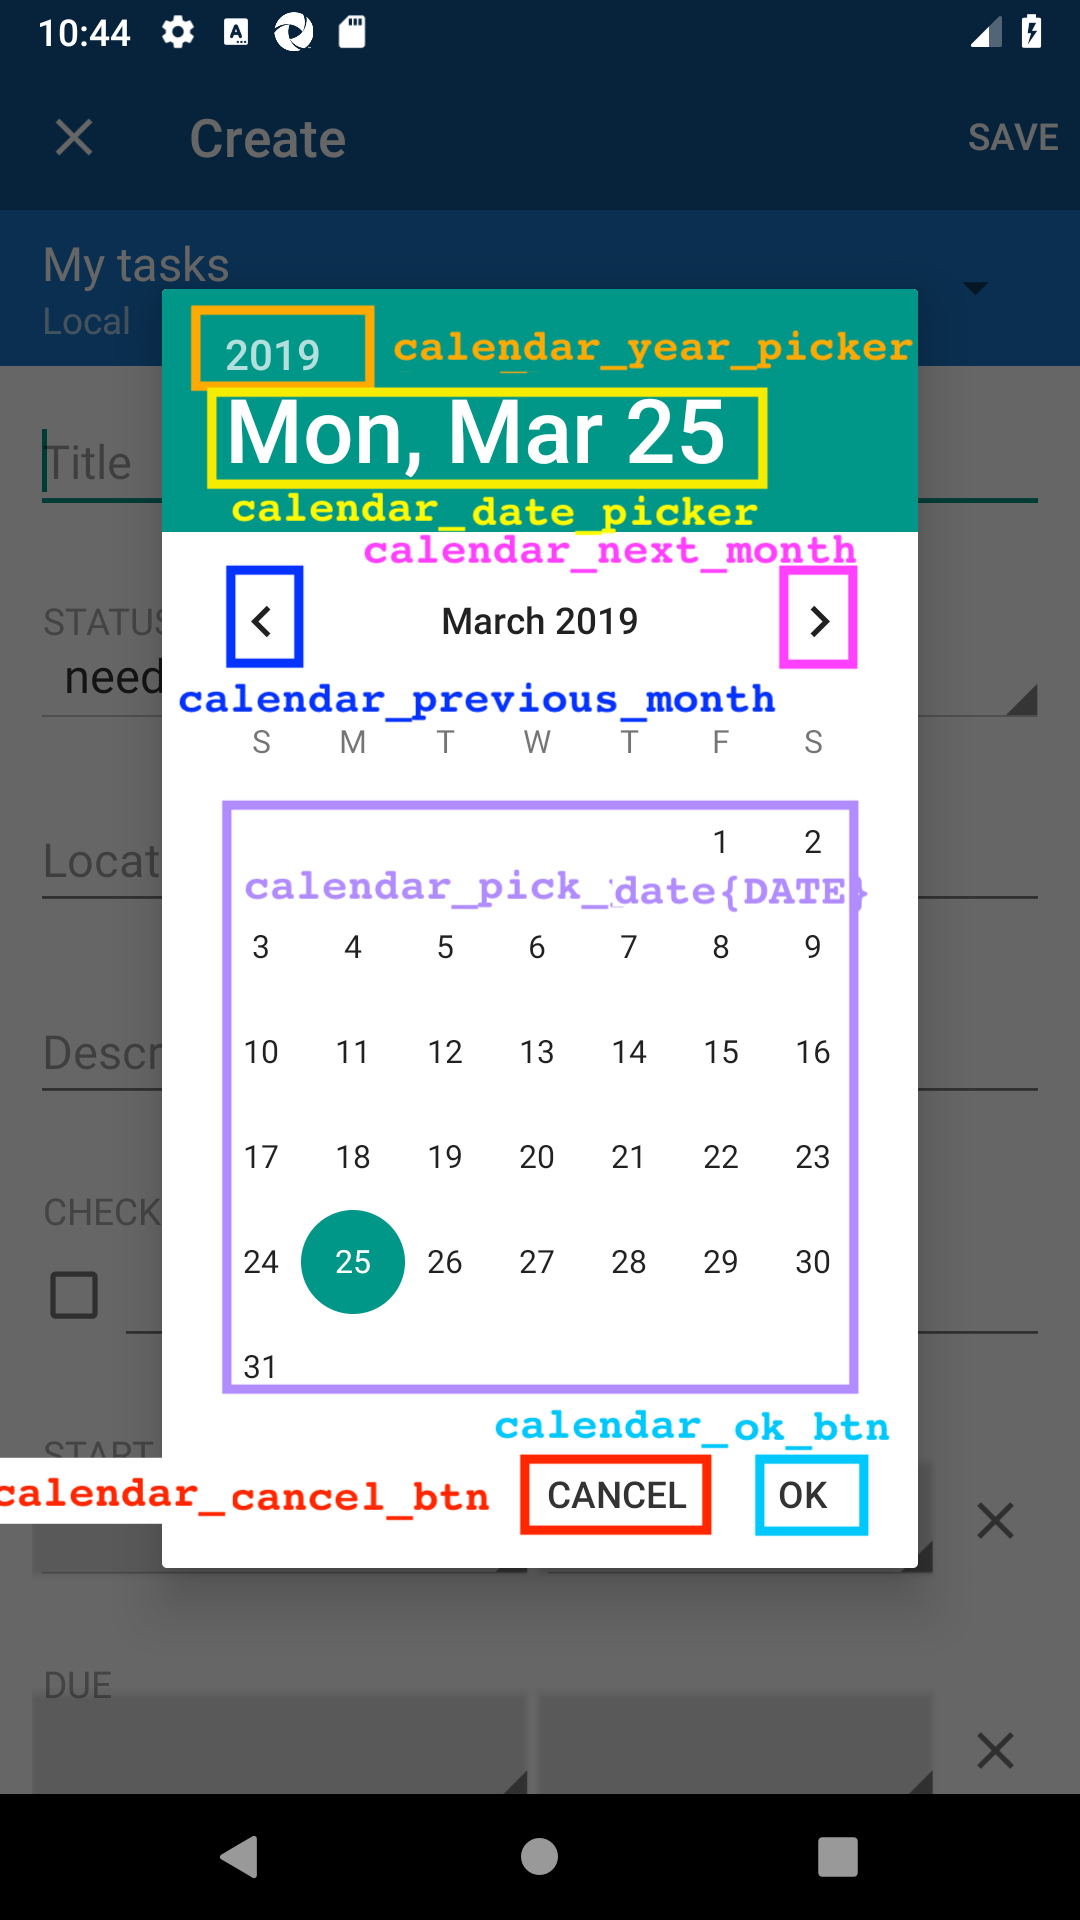 10:44
Create
SAVE
My tasks
Local
2019
calendar_year_picker
Mon, Mar 25
Title
calendar_date_picker
calendar_next_month
STATUS
March 2019
need
calendar_previous_month
S M T W T F S
1 2
Locat
calendar_pick_date{DATE}
3 4 5 6 7 8 9
Descr
10 11 12 13 14 15 16
17 18 19 20 21 22 23
CHECK
24 25 26 27 28 29 30
31
calendar_ok_btn
START
calendar_cancel_btn
CANCEL
OK
DUE